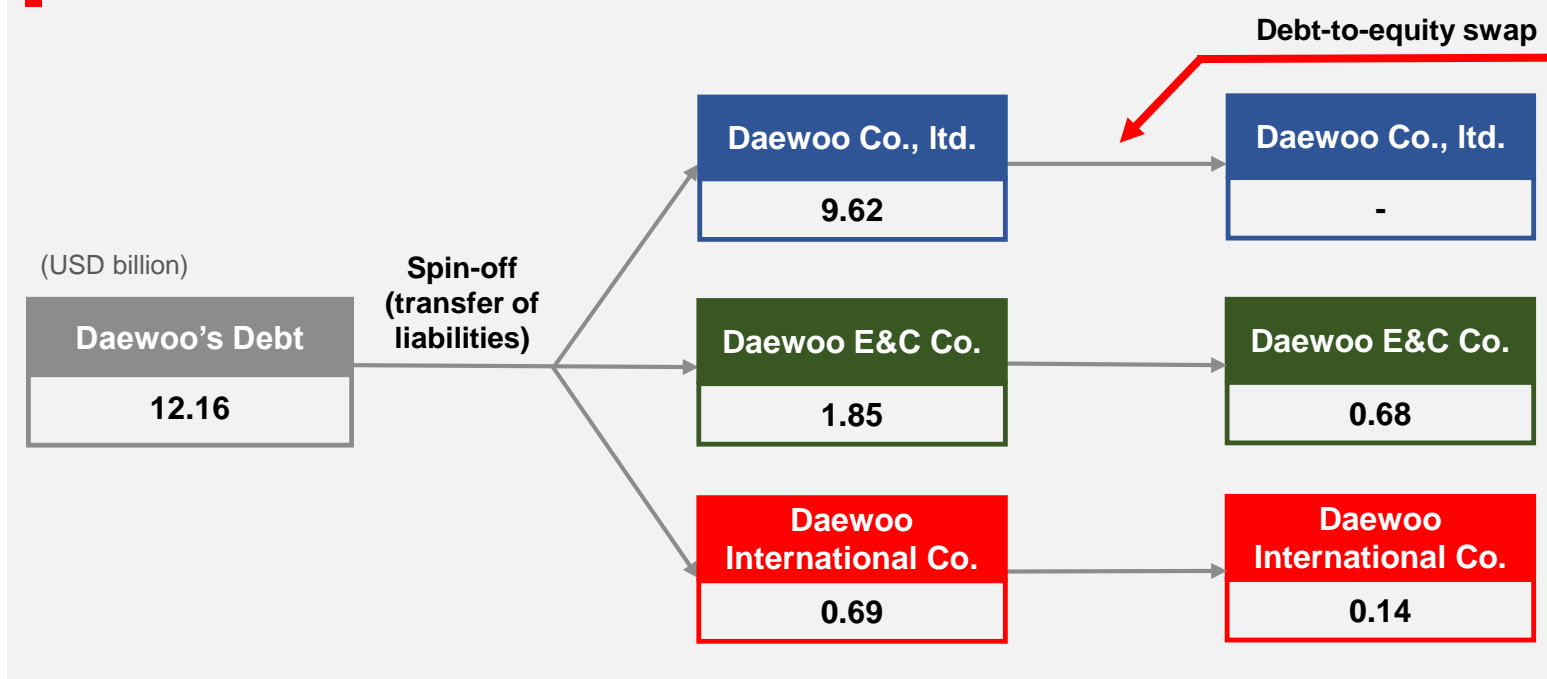 Debt-to-equity swap
Daewoo Co., ltd.
9.62
Daewoo Co., ltd.
-
(USD billion)
Daewoo’s Debt
12.16
Spin-off
(transfer of
liabilities)
Daewoo E&C Co.
1.85
Daewoo E&C Co.
0.68
Daewoo
International Co.
0.69
Daewoo
International Co.
0.14